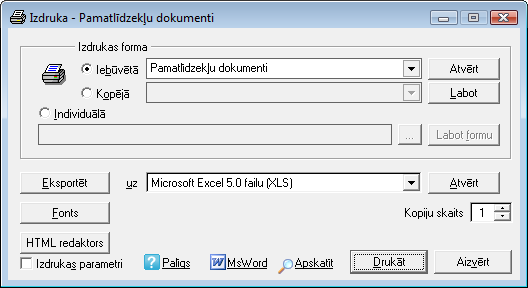 Izdruka - Pamatlīdzekļu dokumenti
Izdrukas forma
Iebūvētā Pamatlīdzekļu dokumenti Atvērt
Kopējā Labot
Individuālā
... Labot formu
Eksportēt uz Microsoft Excel 5.0 failu (XLS) Atvērt
Fonts Kopiju skaits 1
HTML redaktors
Izdrukas parametri Palīgs MsWord Apskatīt Drukāt Aizvērt